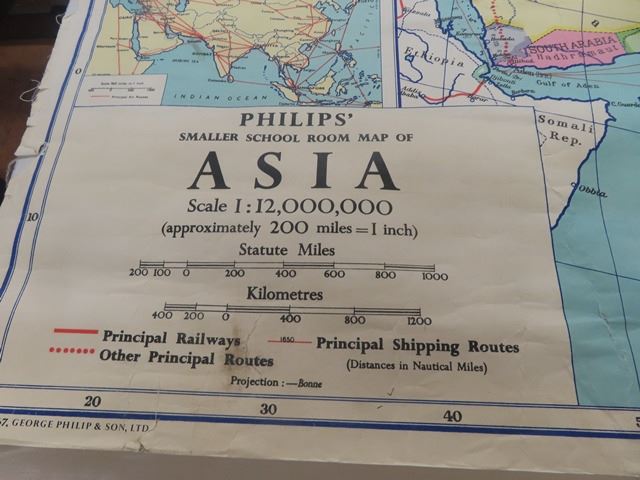 INDIAN OCEAN
Ethiopia
SOUTH ARABIA
Hadhramaut
Gulf of Aden
Somali
Rep.
Obbia
0
10
PHILIPS'
SMALLER SCHOOL ROOM MAP OF
ASIA
Scale 1:12,000,000
(approximately 200 miles = 1 inch)
Statute Miles
200 100 0 200 400 600 800 1000
Kilometres
400 200 0 400 800 1200
Principal Railways
1650 Principal Shipping Routes
Other Principal Routes
(Distances in Nautical Miles)
Projection :—Bonne
20 30 40
7, GEORGE PHILIP & SON, LTD.